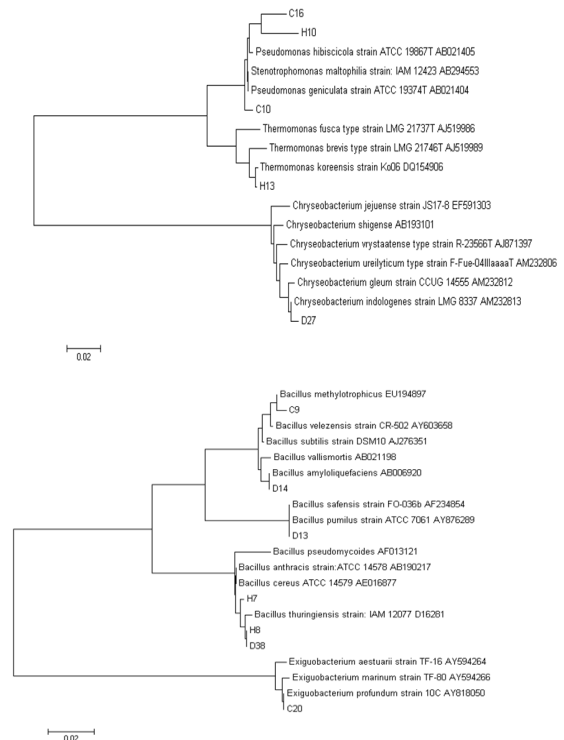 C16
H10
Pseudomonas hibiscicola strain ATCC 19867T AB021405
Stenotrophomonas maltophilia strain: IAM 12423 AB294553
Pseudomonas geniculata strain ATCC 19374T AB021404
C10
Thermomonas fusca type strain LMG 21737T AJ519986
Thermomonas brevis type strain LMG 21746T AJ519989
Thermomonas koreensis strain Ko06 DQ154906
H13
Chryseobacterium jejuense strain JS17-8 EF591303
Chryseobacterium shigense AB193101
Chryseobacterium vrystaatense type strain R-23566T AJ871397
Chryseobacterium ureilyticum type strain F-Fue-04IIIaaaaT AM232806
Chryseobacterium gleum strain CCUG 14555 AM232812
Chryseobacterium indologenes strain LMG 8337 AM232813
D27
0.02
Bacillus methylotrophicus EU194897
C9
Bacillus velezensis strain CR-502 AY603658
Bacillus subtilis strain DSM10 AJ276351
Bacillus vallismortis AB021198
Bacillus amyloliquefaciens AB006920
D14
Bacillus safensis strain FO-036b AF234854
Bacillus pumilus strain ATCC 7061 AY876289
D13
Bacillus pseudomycoides AF013121
Bacillus anthracis strain:ATCC 14578 AB190217
Bacillus cereus ATCC 14579 AE016877
H7
Bacillus thuringiensis strain: IAM 12077 D16281
H8
D38
Exiguobacterium aestuarii strain TF-16 AY594264
Exiguobacterium marinum strain TF-80 AY594266
Exiguobacterium profundum strain 10C AY818050
C20
0.02